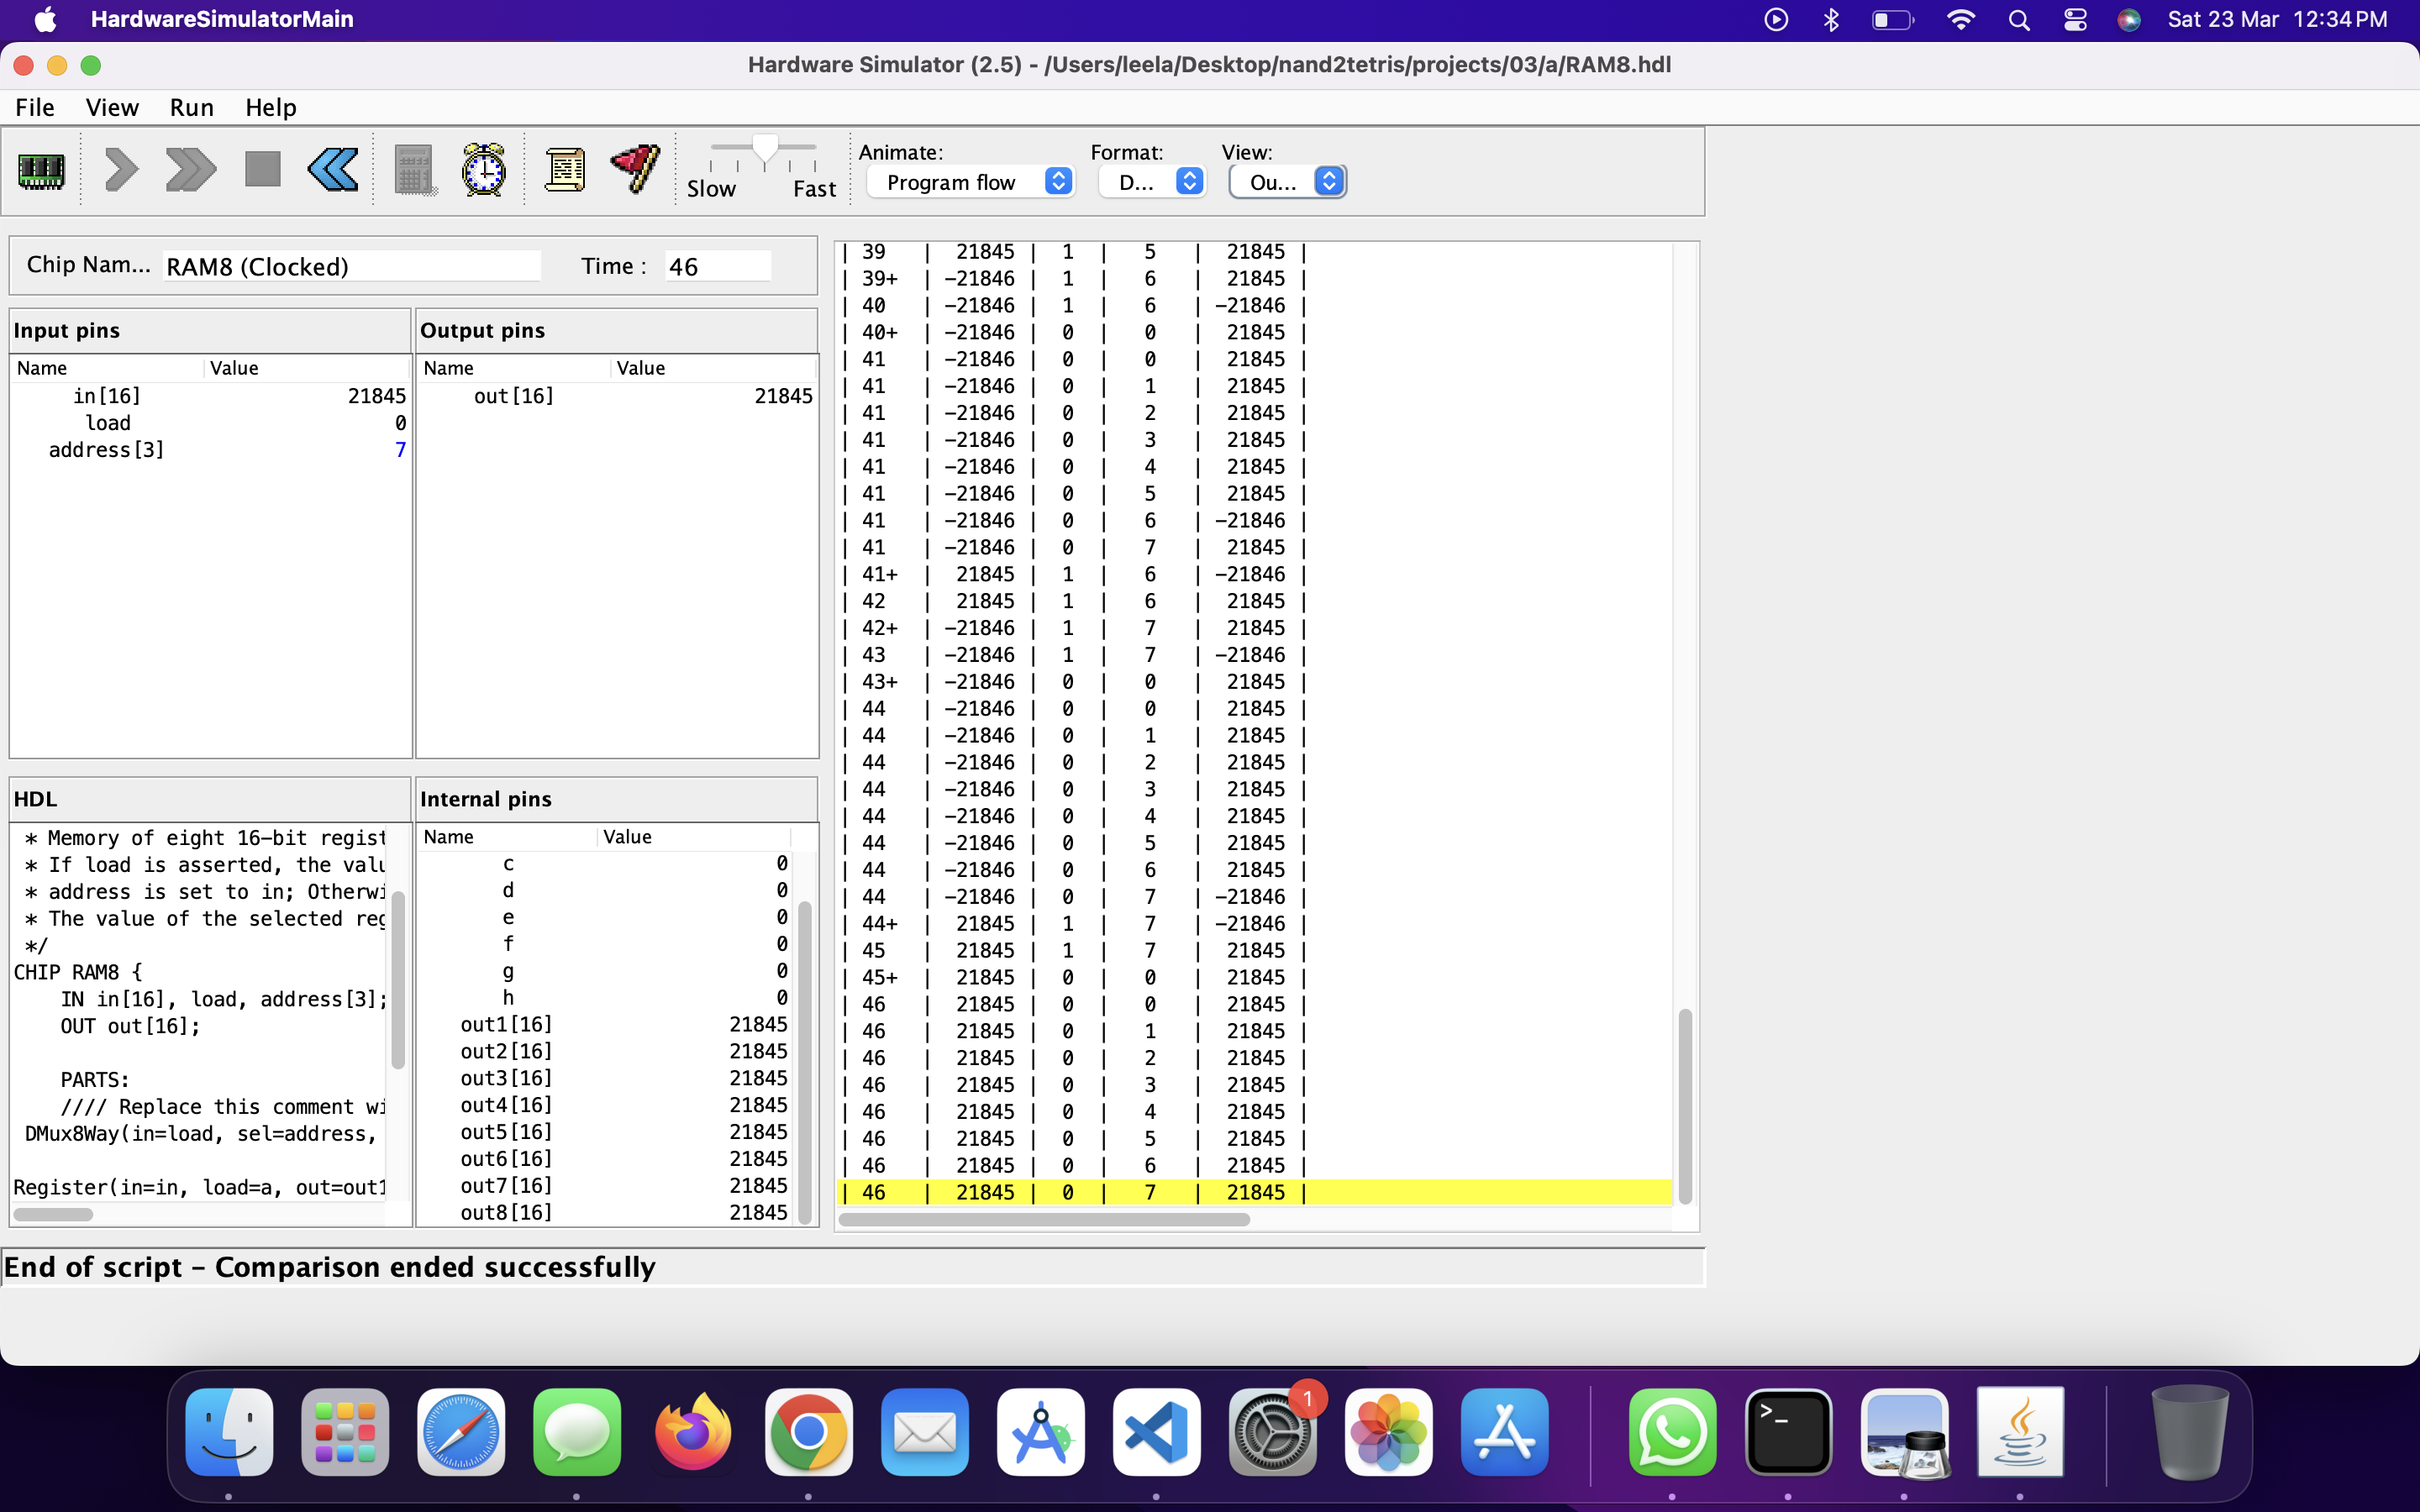 HardwareSimulatorMain
Sat 23 Mar 12:34 PM
Hardware Simulator (2.5) - /Users/leela/Desktop/nand2tetris/projects/03/a/RAM8.hdl
File View Run Help
Slow Fast
Animate: Format: View:
Program flow D... Ou...
Chip Nam... RAM8 (Clocked) Time : 46
Input pins
Name Value
in[16] 21845
load 0
address[3] 7
Output pins
Name Value
out[16] 21845
HDL
* Memory of eight 16-bit regist
* If load is asserted, the valu
* address is set to in; Otherwi
* The value of the selected reg
*/
CHIP RAM8 {
IN in[16], load, address[3];
OUT out[16];
PARTS:
//// Replace this comment wi
DMux8Way(in=load, sel=address,
Register(in=in, load=a, out=out1
Internal pins
Name Value
c 0
d 0
e 0
f 0
g 0
h 0
out1[16] 21845
out2[16] 21845
out3[16] 21845
out4[16] 21845
out5[16] 21845
out6[16] 21845
out7[16] 21845
out8[16] 21845
| 39 | 21845 | 1 | 5 | 21845 |
| 39+ | -21846 | 1 | 6 | 21845 |
| 40 | -21846 | 1 | 6 | -21846 |
| 40+ | -21846 | 0 | 0 | 21845 |
| 41 | -21846 | 0 | 0 | 21845 |
| 41 | -21846 | 0 | 1 | 21845 |
| 41 | -21846 | 0 | 2 | 21845 |
| 41 | -21846 | 0 | 3 | 21845 |
| 41 | -21846 | 0 | 4 | 21845 |
| 41 | -21846 | 0 | 5 | 21845 |
| 41 | -21846 | 0 | 6 | -21846 |
| 41 | -21846 | 0 | 7 | 21845 |
| 41+ | 21845 | 1 | 6 | -21846 |
| 42 | 21845 | 1 | 6 | 21845 |
| 42+ | -21846 | 1 | 7 | 21845 |
| 43 | -21846 | 1 | 7 | -21846 |
| 43+ | -21846 | 0 | 0 | 21845 |
| 44 | -21846 | 0 | 0 | 21845 |
| 44 | -21846 | 0 | 1 | 21845 |
| 44 | -21846 | 0 | 2 | 21845 |
| 44 | -21846 | 0 | 3 | 21845 |
| 44 | -21846 | 0 | 4 | 21845 |
| 44 | -21846 | 0 | 5 | 21845 |
| 44 | -21846 | 0 | 6 | 21845 |
| 44 | -21846 | 0 | 7 | -21846 |
| 44+ | 21845 | 1 | 7 | -21846 |
| 45 | 21845 | 1 | 7 | 21845 |
| 45+ | 21845 | 0 | 0 | 21845 |
| 46 | 21845 | 0 | 0 | 21845 |
| 46 | 21845 | 0 | 1 | 21845 |
| 46 | 21845 | 0 | 2 | 21845 |
| 46 | 21845 | 0 | 3 | 21845 |
| 46 | 21845 | 0 | 4 | 21845 |
| 46 | 21845 | 0 | 5 | 21845 |
| 46 | 21845 | 0 | 6 | 21845 |
| 46 | 21845 | 0 | 7 | 21845 |
End of script - Comparison ended successfully
1
>_